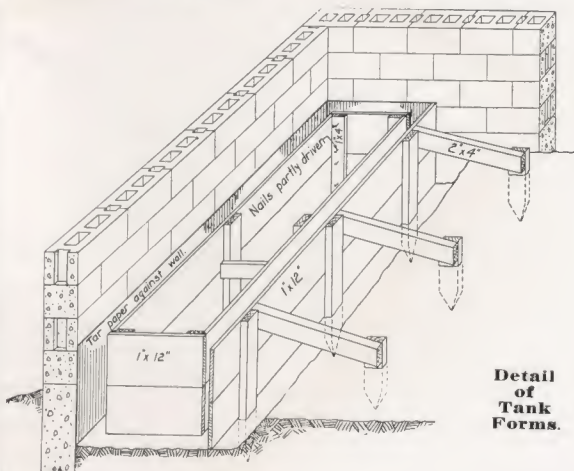 Nails partly driven
1"x4"
2"x4"
Tar paper against wall.
1"x12"
1"x12"
Detail
of
Tank
Forms.